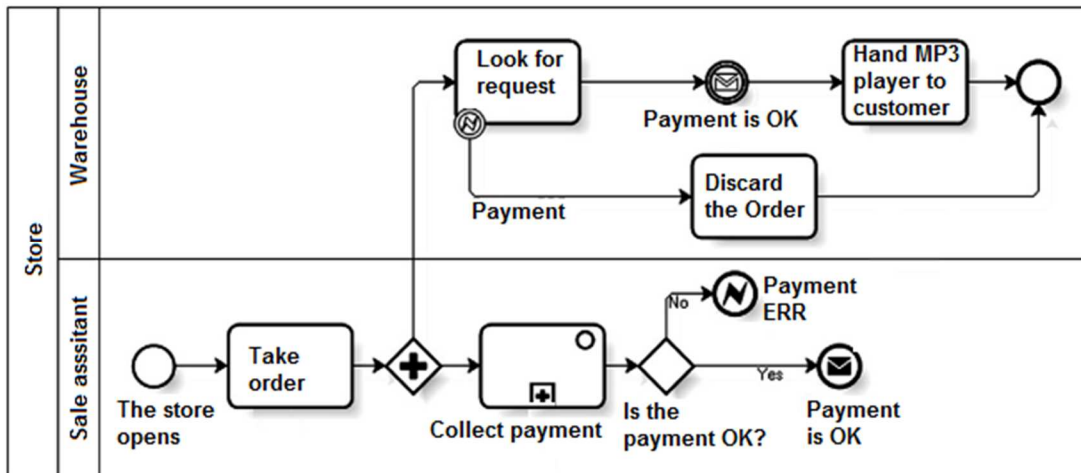 Store
Warehouse
Look for
request
Payment is OK
Hand MP3
player to
customer
Payment
Discard
the Order
Sale asssitant
The store
opens
Take
order
Collect payment
Is the
payment OK?
No
Payment
ERR
Yes
Payment
is OK